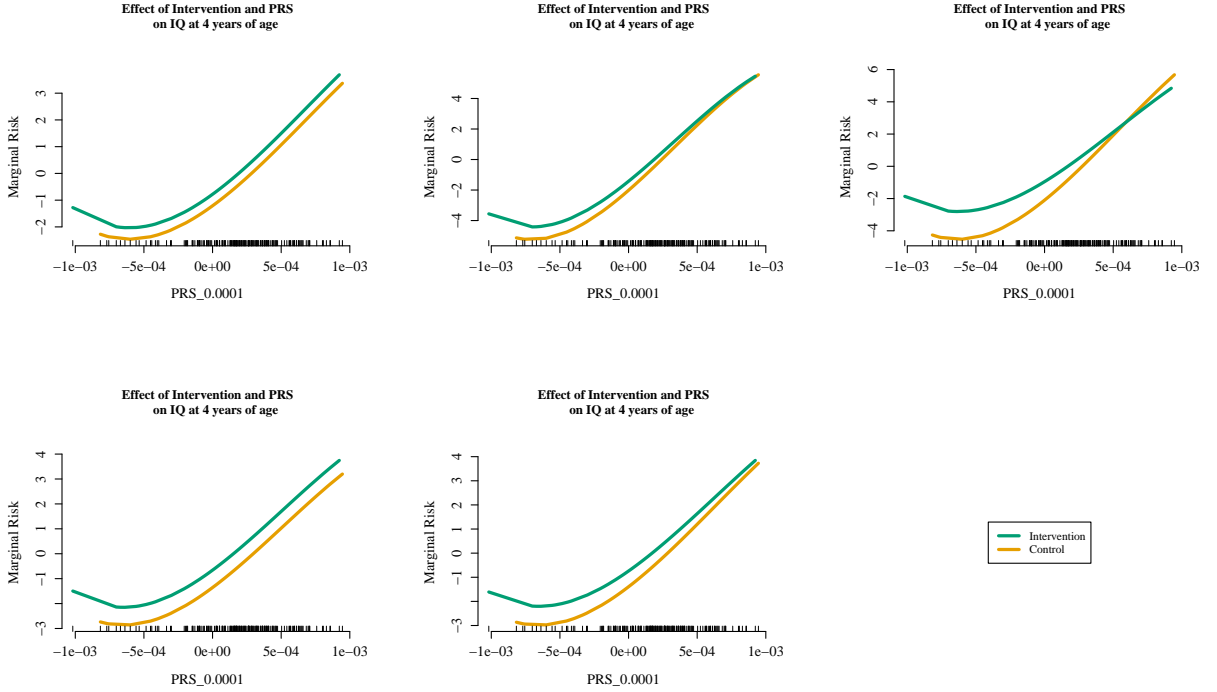 Effect of Intervention and PRS
on IQ at 4 years of age
Marginal Risk
3
2
1
0
−1
−2
−1e−03
−5e−04
0e+00
5e−04
1e−03
PRS_0.0001
Effect of Intervention and PRS
on IQ at 4 years of age
Marginal Risk
4
2
0
−2
−4
−1e−03
−5e−04
0e+00
5e−04
1e−03
PRS_0.0001
Effect of Intervention and PRS
on IQ at 4 years of age
Marginal Risk
6
4
2
0
−2
−4
−1e−03
−5e−04
0e+00
5e−04
1e−03
PRS_0.0001
Effect of Intervention and PRS
on IQ at 4 years of age
Marginal Risk
4
3
2
1
0
−1
−3
−1e−03
−5e−04
0e+00
5e−04
1e−03
PRS_0.0001
Effect of Intervention and PRS
on IQ at 4 years of age
Marginal Risk
4
3
2
1
0
−1
−3
−1e−03
−5e−04
0e+00
5e−04
1e−03
PRS_0.0001
Intervention
Control